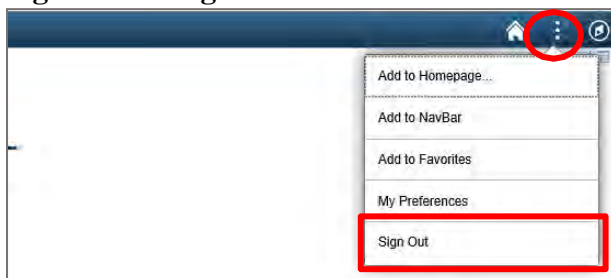 Add to Homepage...
Add to NavBar
Add to Favorites
My Preferences
Sign Out